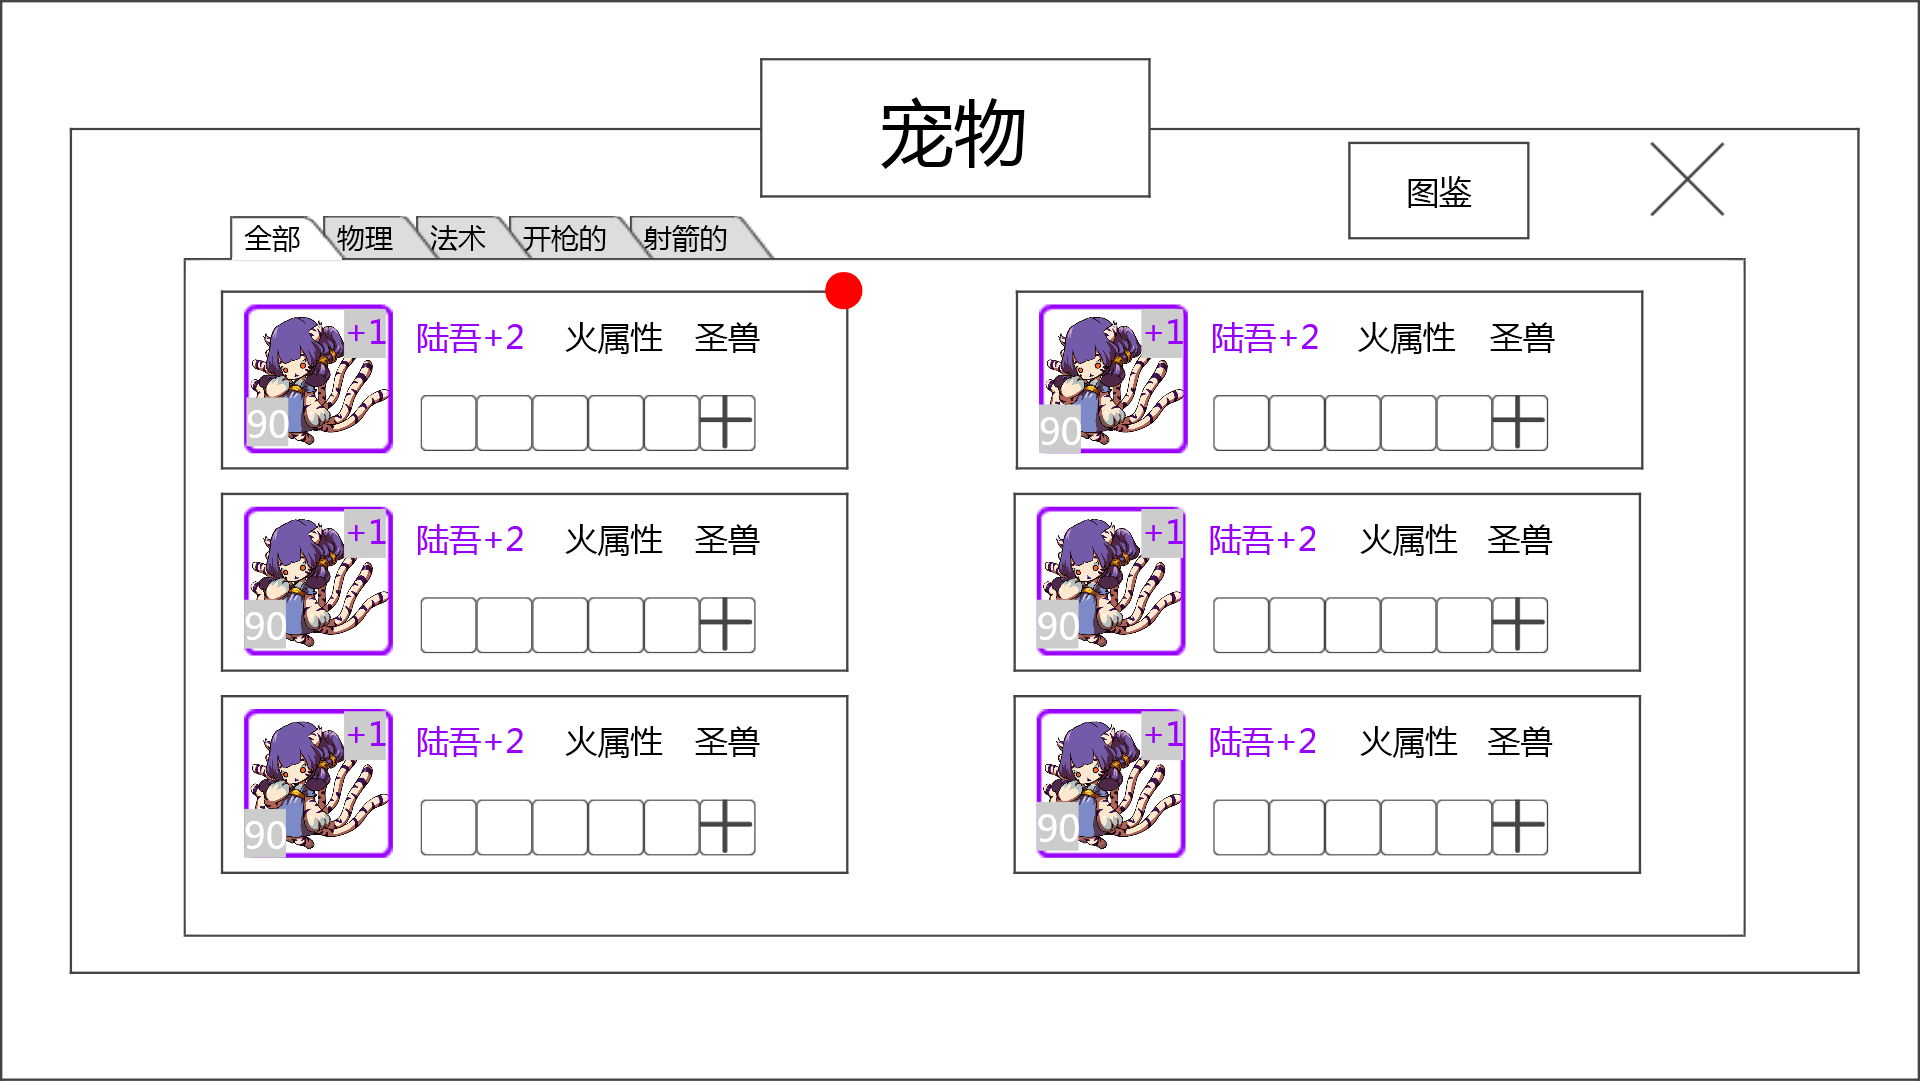 宠物
图鉴
全部 物理 法术 开枪的 射箭的
+1 陆吾+2 火属性 圣兽
90
+1 陆吾+2 火属性 圣兽
90
+1 陆吾+2 火属性 圣兽
90
+1 陆吾+2 火属性 圣兽
90
+1 陆吾+2 火属性 圣兽
90
+1 陆吾+2 火属性 圣兽
90